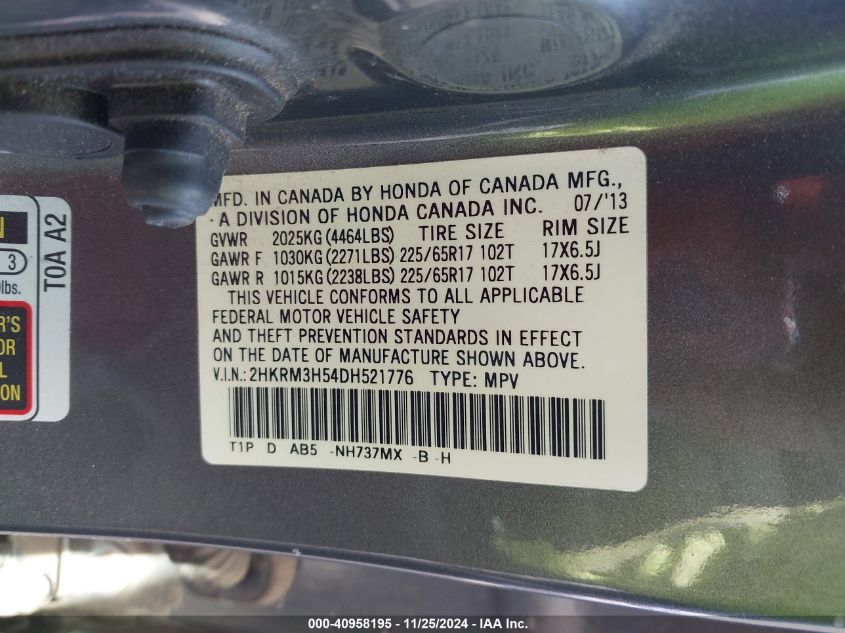 MFD. IN CANADA BY HONDA OF CANADA MFG.,
A DIVISION OF HONDA CANADA INC. 07/'13
GVWR 2025KG (4464LBS) TIRE SIZE RIM SIZE
GAWR F 1030KG (2271LBS) 225/65R17 102T 17X6.5J
GAWR R 1015KG (2238LBS) 225/65R17 102T 17X6.5J
THIS VEHICLE CONFORMS TO ALL APPLICABLE
FEDERAL MOTOR VEHICLE SAFETY
AND THEFT PREVENTION STANDARDS IN EFFECT
ON THE DATE OF MANUFACTURE SHOWN ABOVE.
V.I.N.: 2HKRM3H54DH521776 TYPE: MPV
T1P D AB5 -NH737MX -B -H
T0A A2
3
lbs.
000-40958195 - 11/25/2024 - IAA Inc.